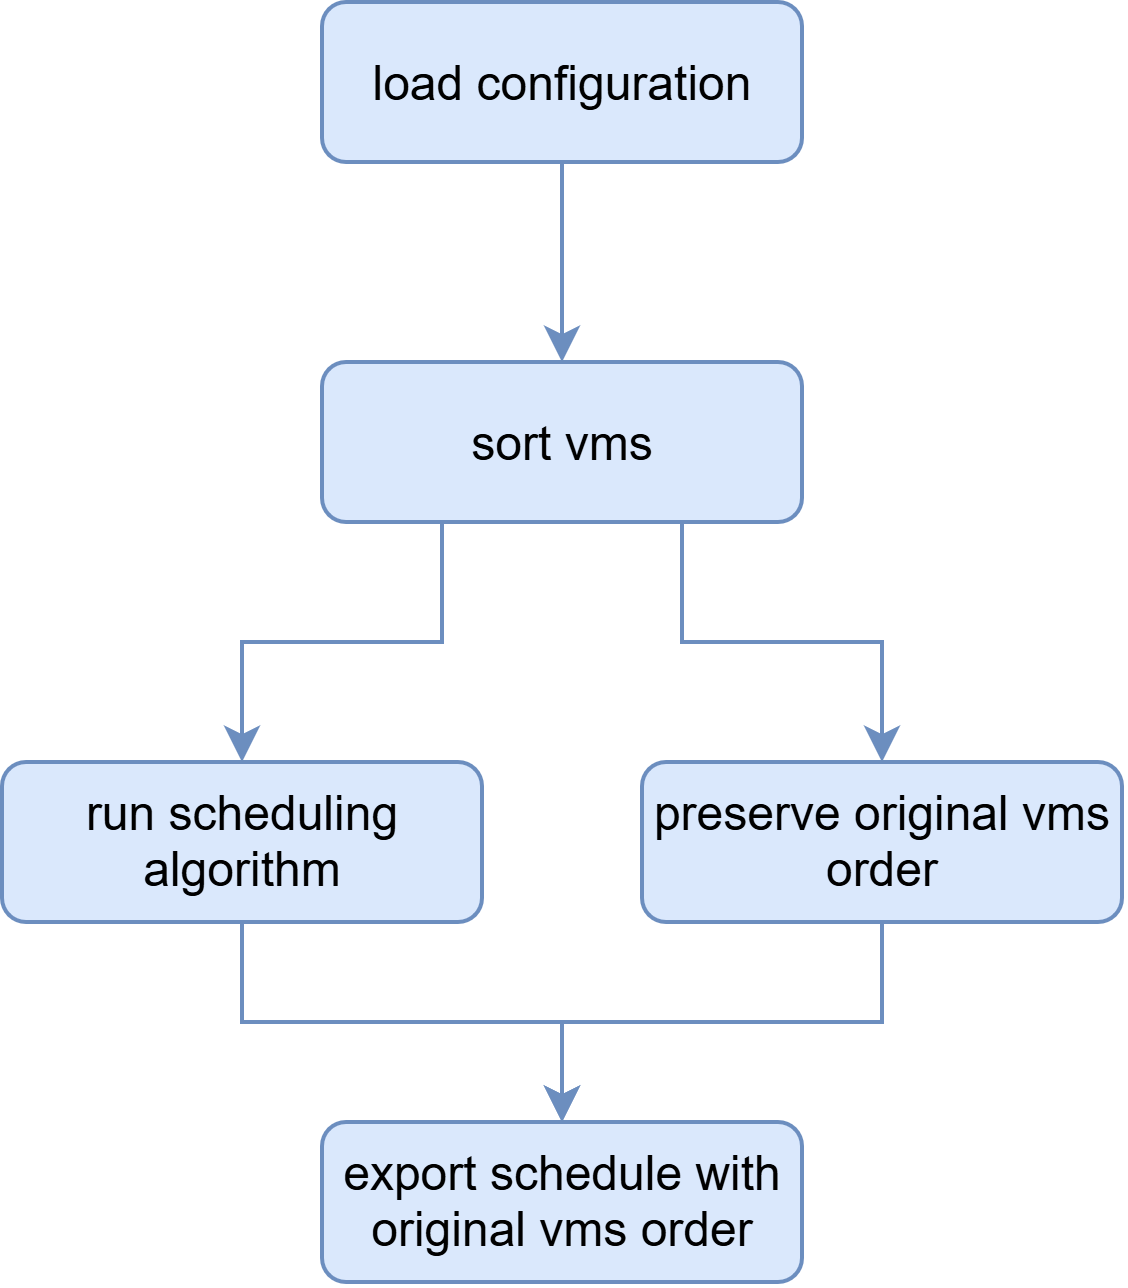 load configuration
sort vms
run scheduling
algorithm
preserve original vms
order
export schedule with
original vms order